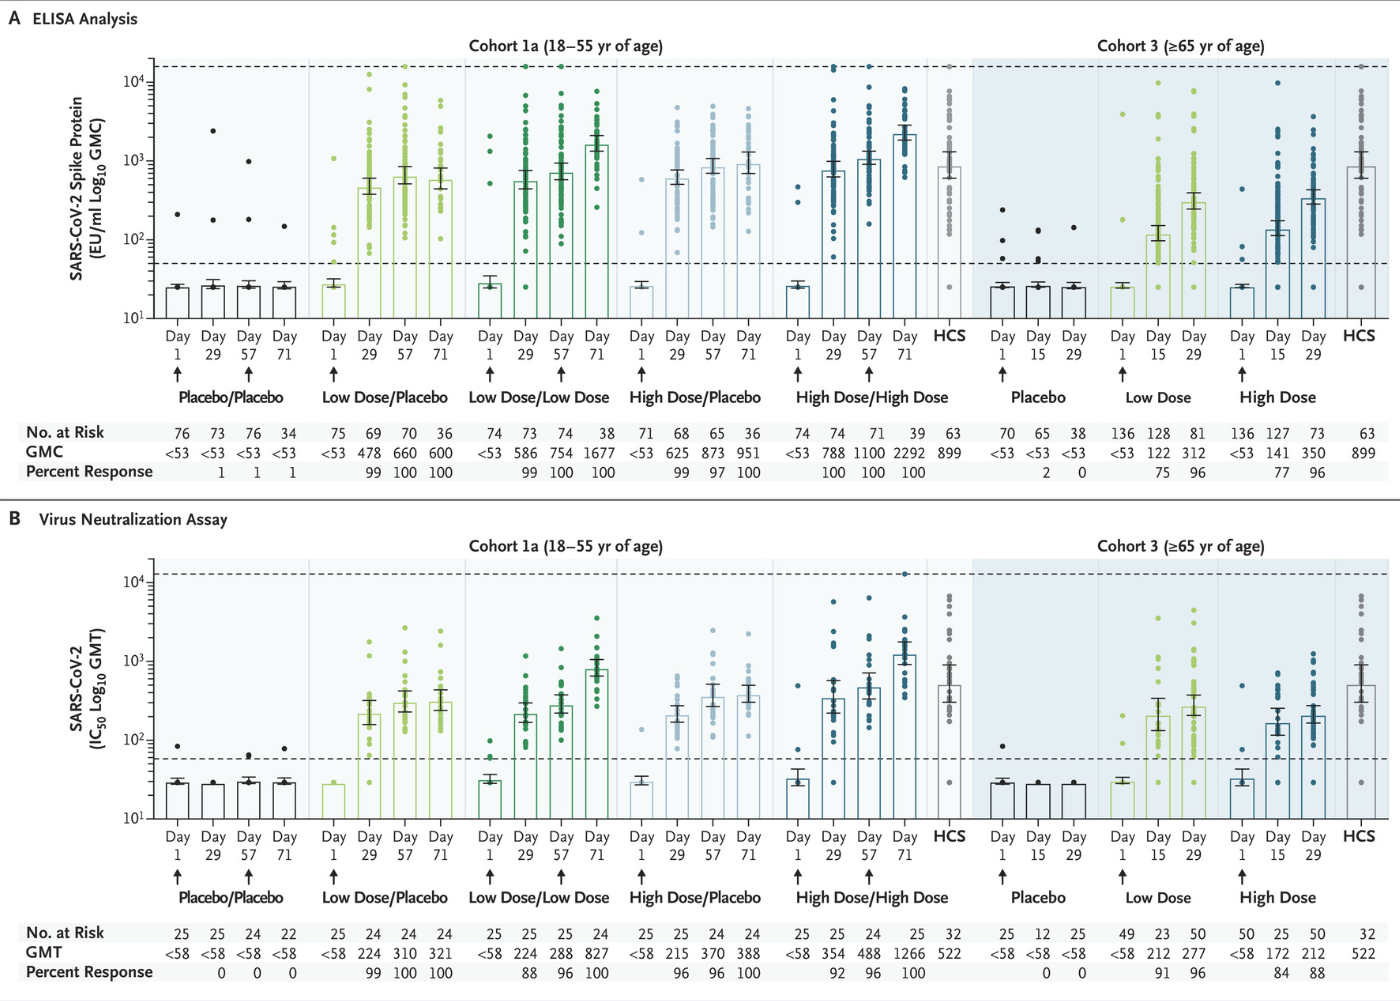 A ELISA Analysis
Cohort 1a (18–55 yr of age) Cohort 3 (≥65 yr of age)
SARS-CoV-2 Spike Protein
(EU/ml Log10 GMC)
10⁴
10³
10²
10¹
Day Day Day Day Day Day Day Day Day Day Day Day Day Day Day Day Day Day Day Day HCS Day Day Day Day Day Day Day Day Day HCS
1 29 57 71 1 29 57 71 1 29 57 71 1 29 57 71 1 29 57 71 1 15 29 1 15 29 1 15 29
Placebo/Placebo Low Dose/Placebo Low Dose/Low Dose High Dose/Placebo High Dose/High Dose Placebo Low Dose High Dose
No. at Risk 76 73 76 34 75 69 70 36 74 73 74 38 71 68 65 36 74 74 71 39 63 70 65 38 136 128 81 136 127 73 63
GMC <53 <53 <53 <53 <53 478 660 600 <53 586 754 1677 <53 625 873 951 <53 788 1100 2292 899 <53 <53 <53 <53 122 312 <53 141 350 899
Percent Response 1 1 1 99 100 100 99 100 100 99 97 100 100 100 100 2 0 75 96 77 96
B Virus Neutralization Assay
Cohort 1a (18–55 yr of age) Cohort 3 (≥65 yr of age)
SARS-CoV-2
(IC50 Log10 GMT)
10⁴
10³
10²
10¹
Day Day Day Day Day Day Day Day Day Day Day Day Day Day Day Day Day Day Day Day HCS Day Day Day Day Day Day Day Day Day HCS
1 29 57 71 1 29 57 71 1 29 57 71 1 29 57 71 1 29 57 71 1 15 29 1 15 29 1 15 29
Placebo/Placebo Low Dose/Placebo Low Dose/Low Dose High Dose/Placebo High Dose/High Dose Placebo Low Dose High Dose
No. at Risk 25 25 24 22 25 24 24 24 25 25 25 24 25 25 24 24 25 25 24 25 32 25 12 25 49 23 50 50 25 50 32
GMT <58 <58 <58 <58 <58 224 310 321 <58 224 288 827 <58 215 370 388 <58 354 488 1266 522 <58 <58 <58 <58 212 277 <58 172 212 522
Percent Response 0 0 0 99 100 100 88 96 100 96 96 100 92 96 100 0 0 91 96 84 88